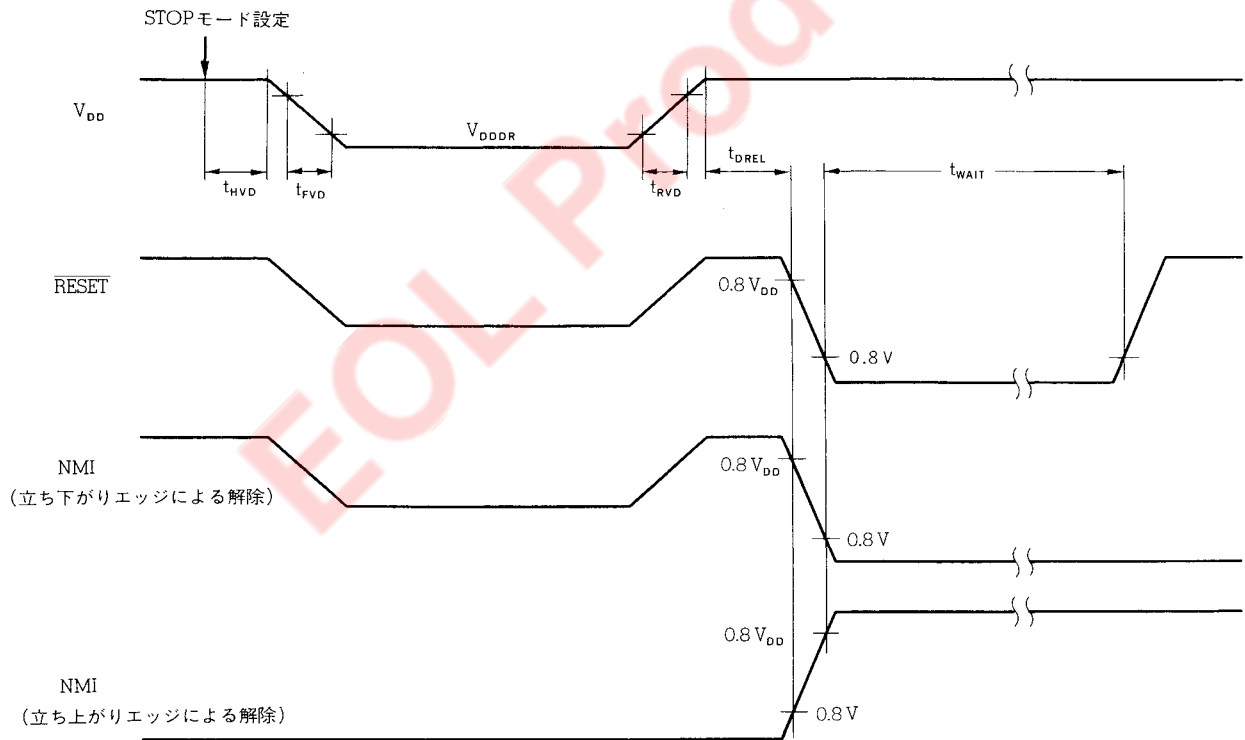 STOPモード設定
VDD
VDDDR
tHVD
tFVD
tRVD
tDREL
tWAIT
RESET
0.8 VDD
0.8 V
NMI
(立ち下がりエッジによる解除)
0.8 VDD
0.8 V
NMI
(立ち上がりエッジによる解除)
0.8 VDD
0.8 V
EOL Prod